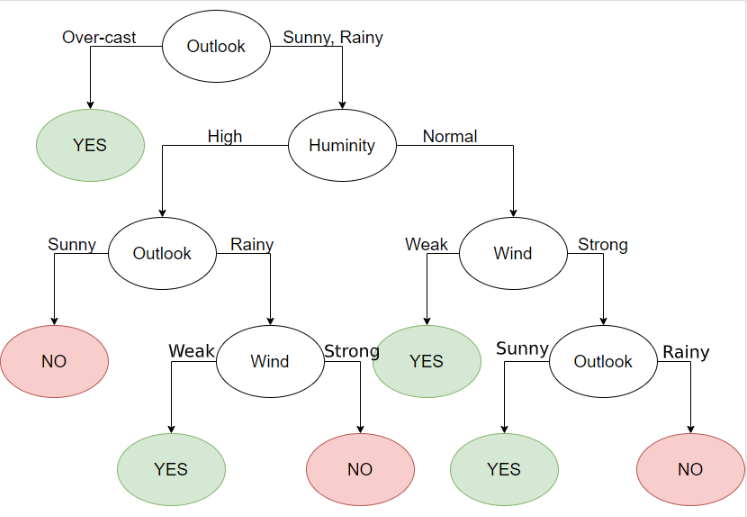 Over-cast
Outlook
Sunny, Rainy
YES
High
Huminity
Normal
Sunny
Outlook
Rainy
Weak
Wind
Strong
NO
Weak
Wind
Strong
YES
Sunny
Outlook
Rainy
YES
NO
YES
NO